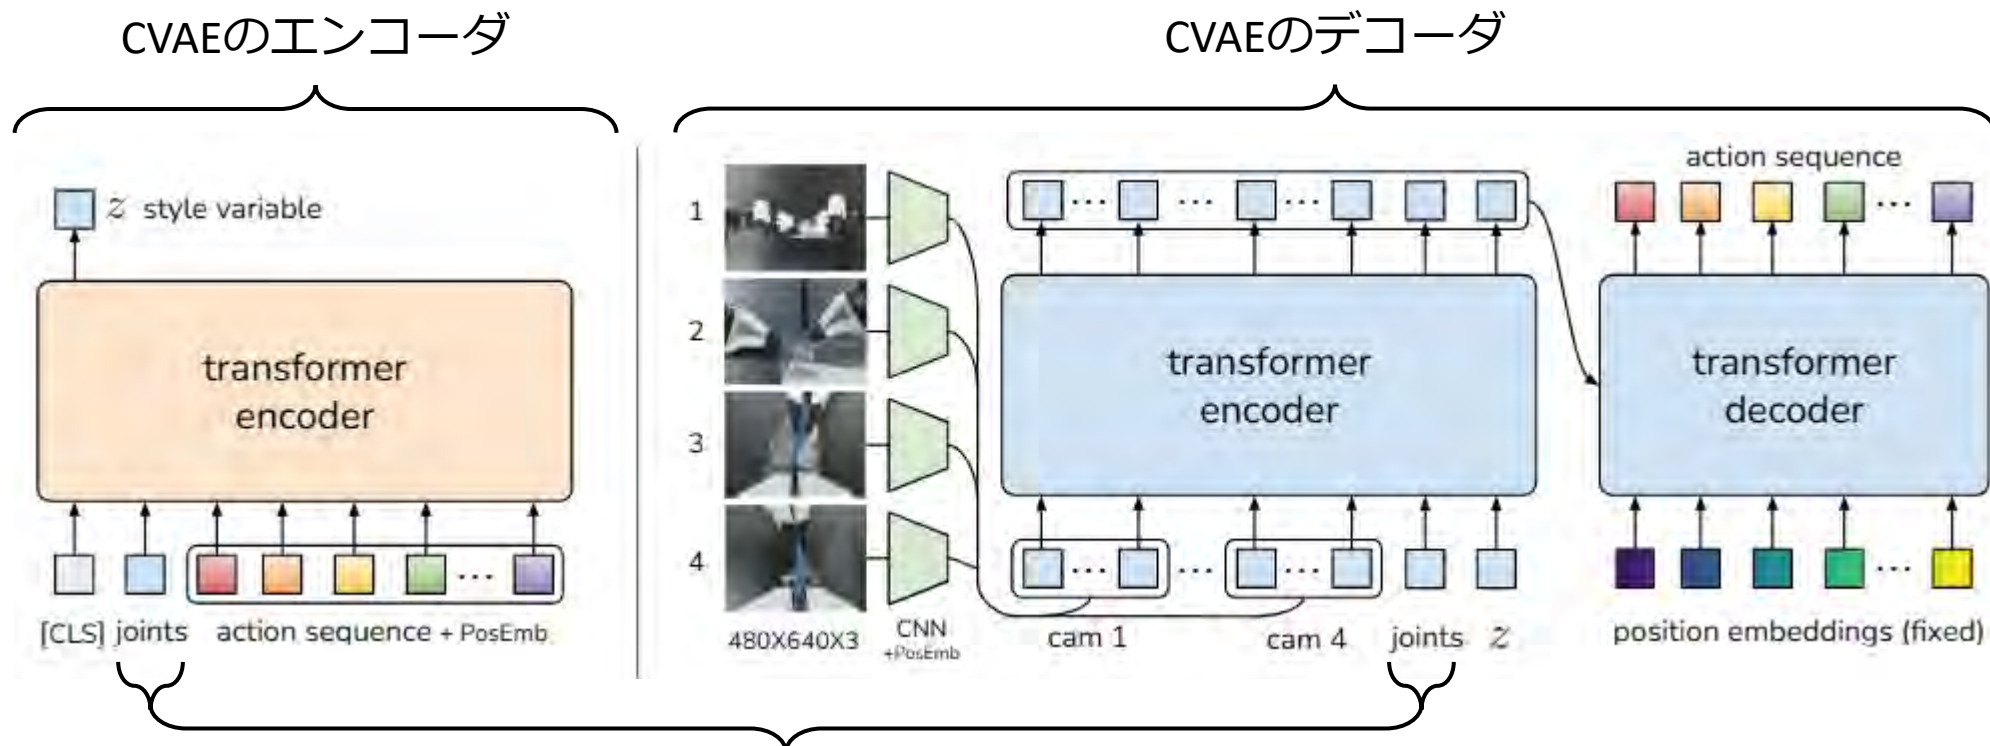 CVAEのエンコーダ
CVAEのデコーダ
z style variable
transformer
encoder
[CLS] joints action sequence + PosEmb
1
2
3
4
480X640X3
CNN
+PosEmb
transformer
encoder
cam 1
cam 4
joints
z
action sequence
transformer
decoder
position embeddings (fixed)